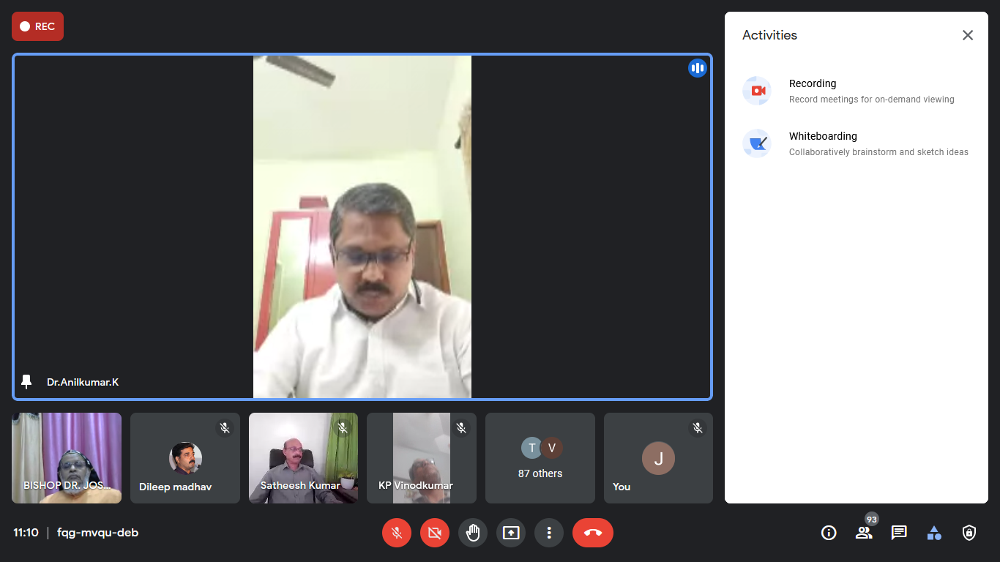 REC
Dr.Anilkumar.K
BISHOP DR. JOS...
Dileep madhav
Satheesh Kumar
KP Vinodkumar
T V
87 others
J
You
11:10 | fqg-mvqu-deb
93
Activities
Recording
Record meetings for on-demand viewing
Whiteboarding
Collaboratively brainstorm and sketch ideas